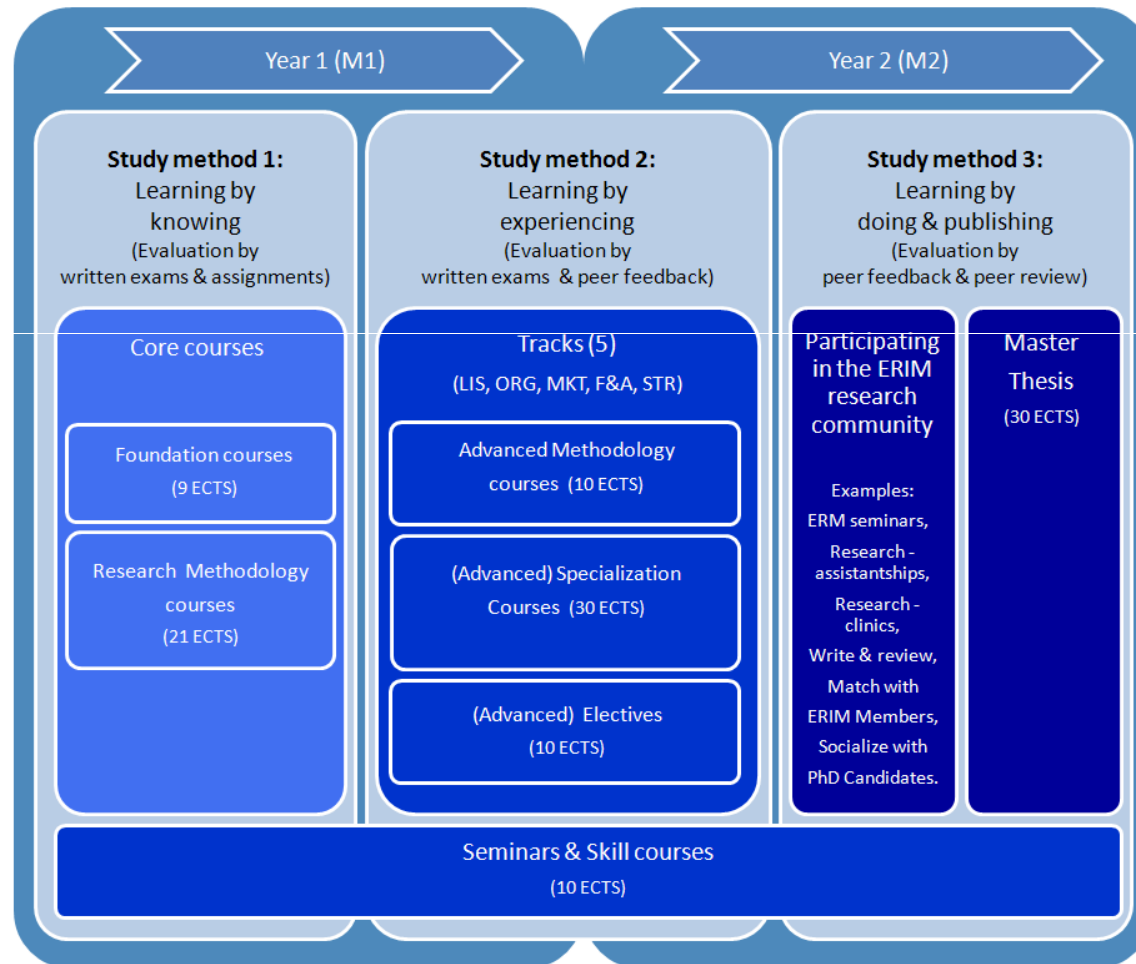 Year 1 (M1)
Year 2 (M2)
Study method 1:
Learning by
knowing
(Evaluation by
written exams & assignments)
Study method 2:
Learning by
experiencing
(Evaluation by
written exams & peer feedback)
Study method 3:
Learning by
doing & publishing
(Evaluation by
peer feedback & peer review)
Core courses
Foundation courses
(9 ECTS)
Research Methodology
courses
(21 ECTS)
Tracks (5)
(LIS, ORG, MKT, F&A, STR)
Advanced Methodology
courses (10 ECTS)
(Advanced) Specialization
Courses (30 ECTS)
(Advanced) Electives
(10 ECTS)
Participating
in the ERIM
research
community
Examples:
ERM seminars,
Research -
assistantships,
Research -
clinics,
Write & review,
Match with
ERIM Members,
Socialize with
PhD Candidates.
Master
Thesis
(30 ECTS)
Seminars & Skill courses
(10 ECTS)